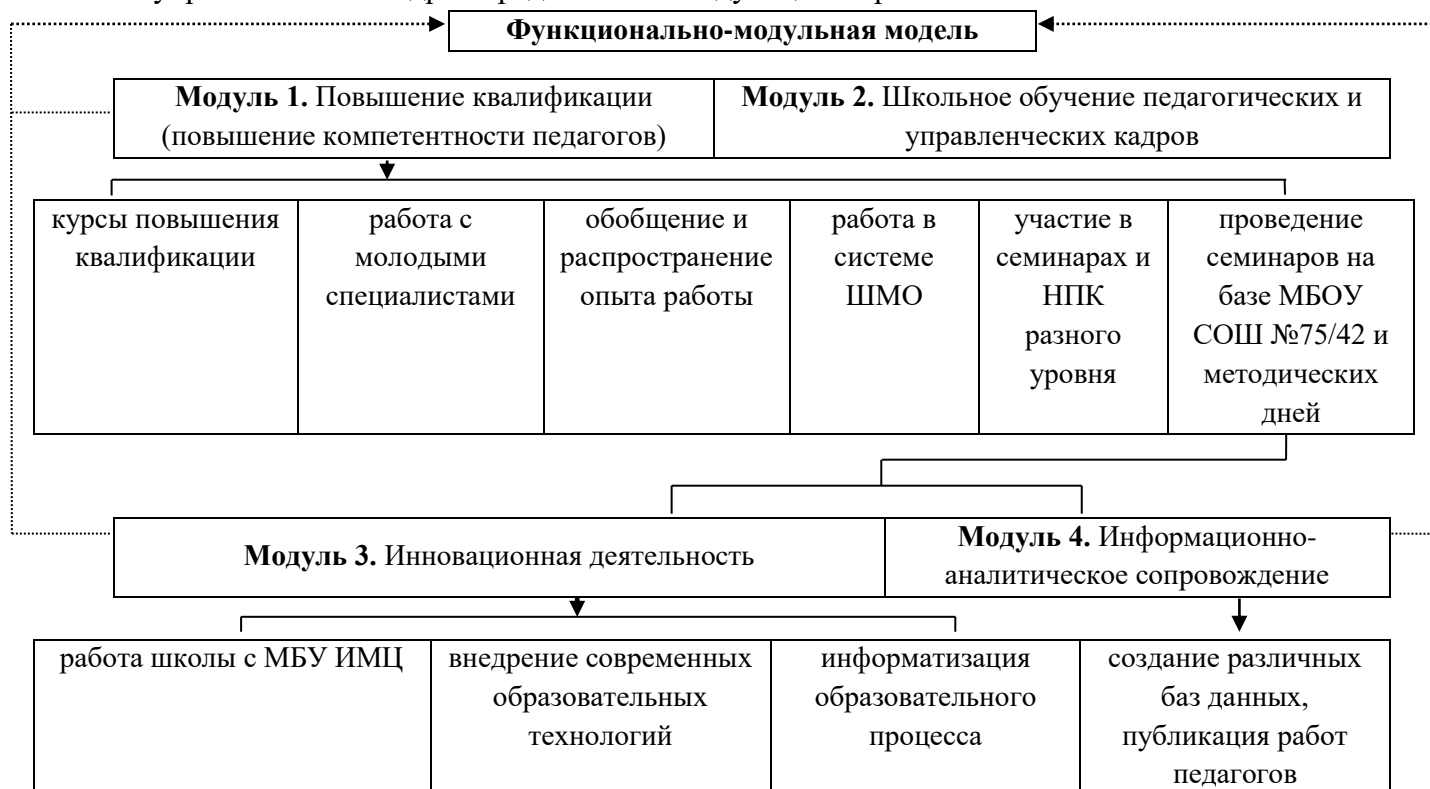 Функционально-модульная модель
Модуль 1. Повышение квалификации
(повышение компетентности педагогов)
Модуль 2. Школьное обучение педагогических и
управленческих кадров
курсы повышения
квалификации
работа с
молодыми
специалистами
обобщение и
распространение
опыта работы
работа в
системе
ШМО
участие в
семинарах и
НПК
разного
уровня
проведение
семинаров на
базе МБОУ
СОШ №75/42 и
методических
дней
Модуль 3. Инновационная деятельность
Модуль 4. Информационно-
аналитическое сопровождение
работа школы с МБУ ИМЦ
внедрение современных
образовательных
технологий
информатизация
образовательного
процесса
создание различных
баз данных,
публикация работ
педагогов